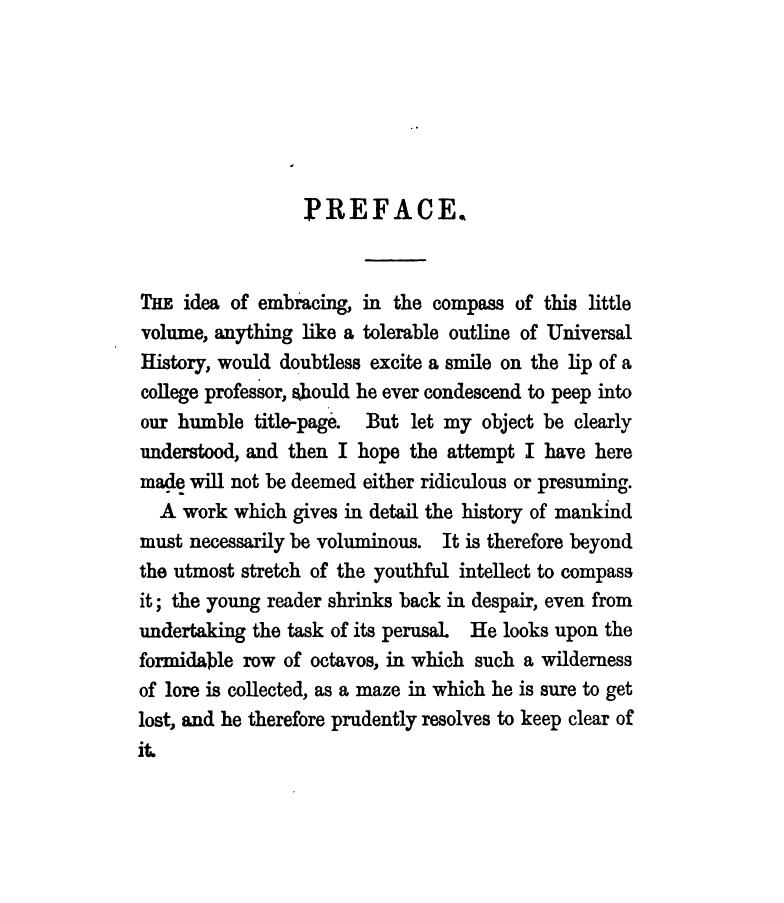 PREFACE.
THE idea of embracing, in the compass of this little
volume, anything like a tolerable outline of Universal
History, would doubtless excite a smile on the lip of a
college professor, should he ever condescend to peep into
our humble title-page. But let my object be clearly
understood, and then I hope the attempt I have here
made will not be deemed either ridiculous or presuming.
A work which gives in detail the history of mankind
must necessarily be voluminous. It is therefore beyond
the utmost stretch of the youthful intellect to compass
it; the young reader shrinks back in despair, even from
undertaking the task of its perusal. He looks upon the
formidable row of octavos, in which such a wilderness
of lore is collected, as a maze in which he is sure to get
lost, and he therefore prudently resolves to keep clear of
it.